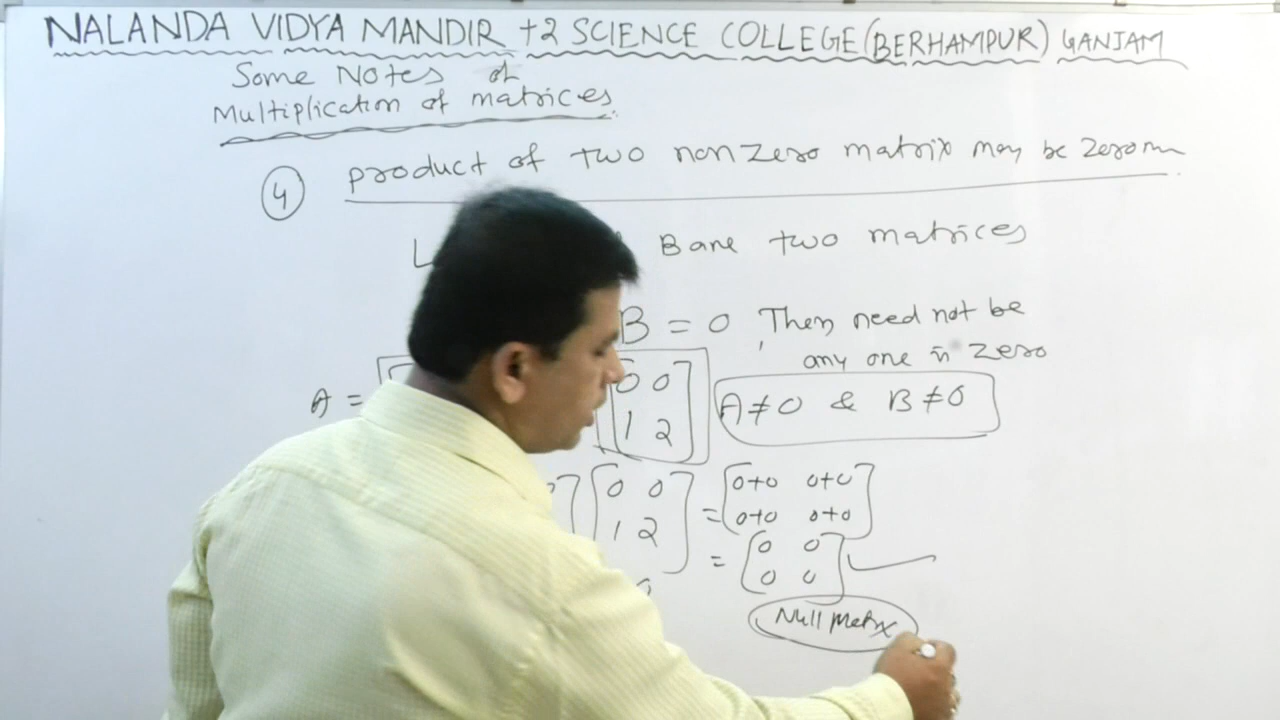 NALANDA VIDYA MANDIR +2 SCIENCE COLLEGE (BERHAMPUR) GANJAM
Some Notes of
Multiplication of matrices.
4 product of two nonzero matrix may be zero
L B are two matrices
B = 0, Then need not be
any one is zero
A =
0 0
1 2
A ≠ 0 & B ≠ 0
0 0
1 2
= 0+0 0+0
0+0 0+0
= 0 0
0 0
0
Null Matrix